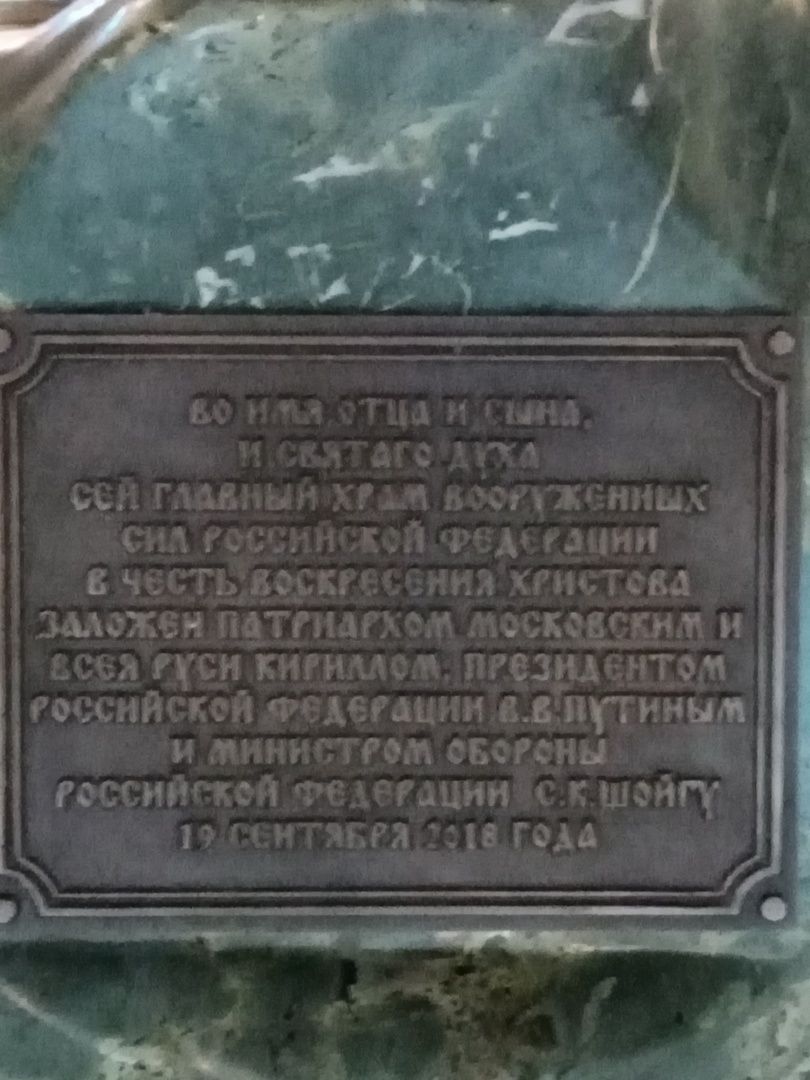 ВО ИМЯ ОТЦА И СЫНА,
И СВЯТАГО ДУХА
СЕЙ ГЛАВНЫЙ ХРАМ ВООРУЖЕННЫХ
СИЛ РОССИЙСКОЙ ФЕДЕРАЦИИ
В ЧЕСТЬ ВОСКРЕСЕНИЯ ХРИСТОВА
ЗАЛОЖЕН ПАТРИАРХОМ МОСКОВСКИМ И
ВСЕЯ РУСИ КИРИЛЛОМ, ПРЕЗИДЕНТОМ
РОССИЙСКОЙ ФЕДЕРАЦИИ В.В.ПУТИНЫМ
И МИНИСТРОМ ОБОРОНЫ
РОССИЙСКОЙ ФЕДЕРАЦИИ С.К.ШОЙГУ
19 СЕНТЯБРЯ 2018 ГОДА